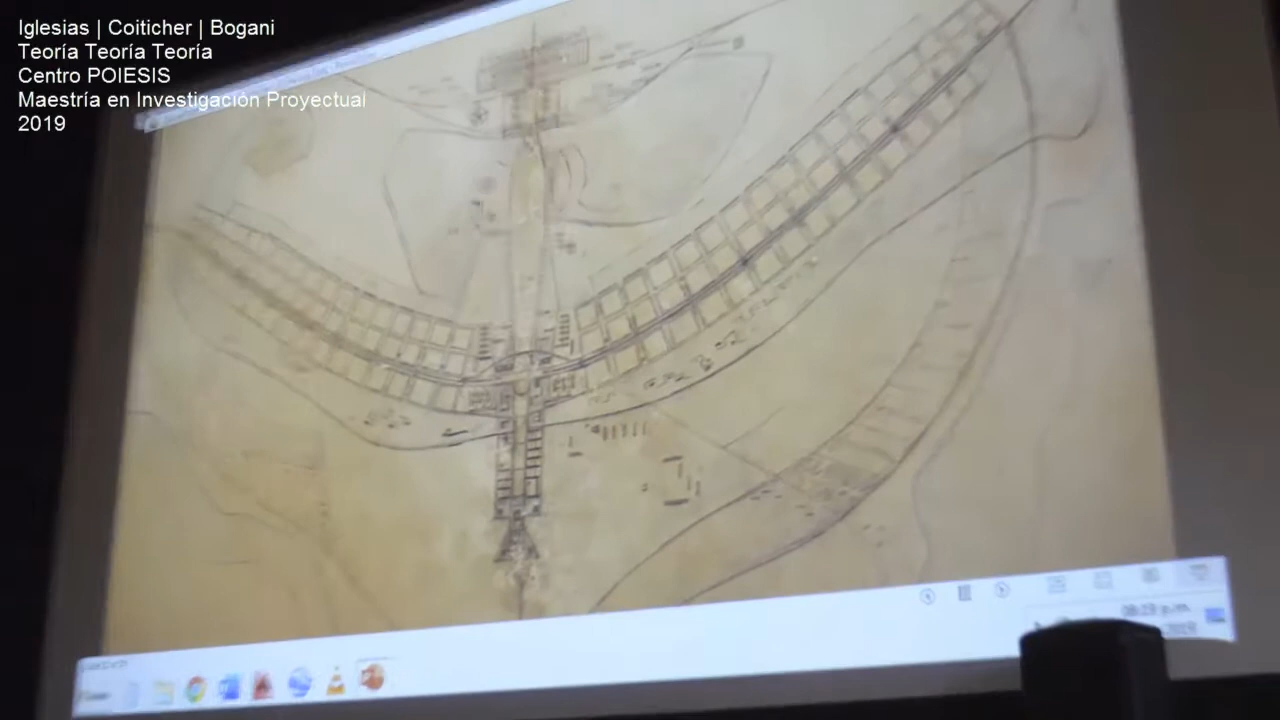 Iglesias | Coiticher | Bogani
Teoría Teoría Teoría
Centro POIESIS
Maestría en Investigación Proyectual
2019
p.m.